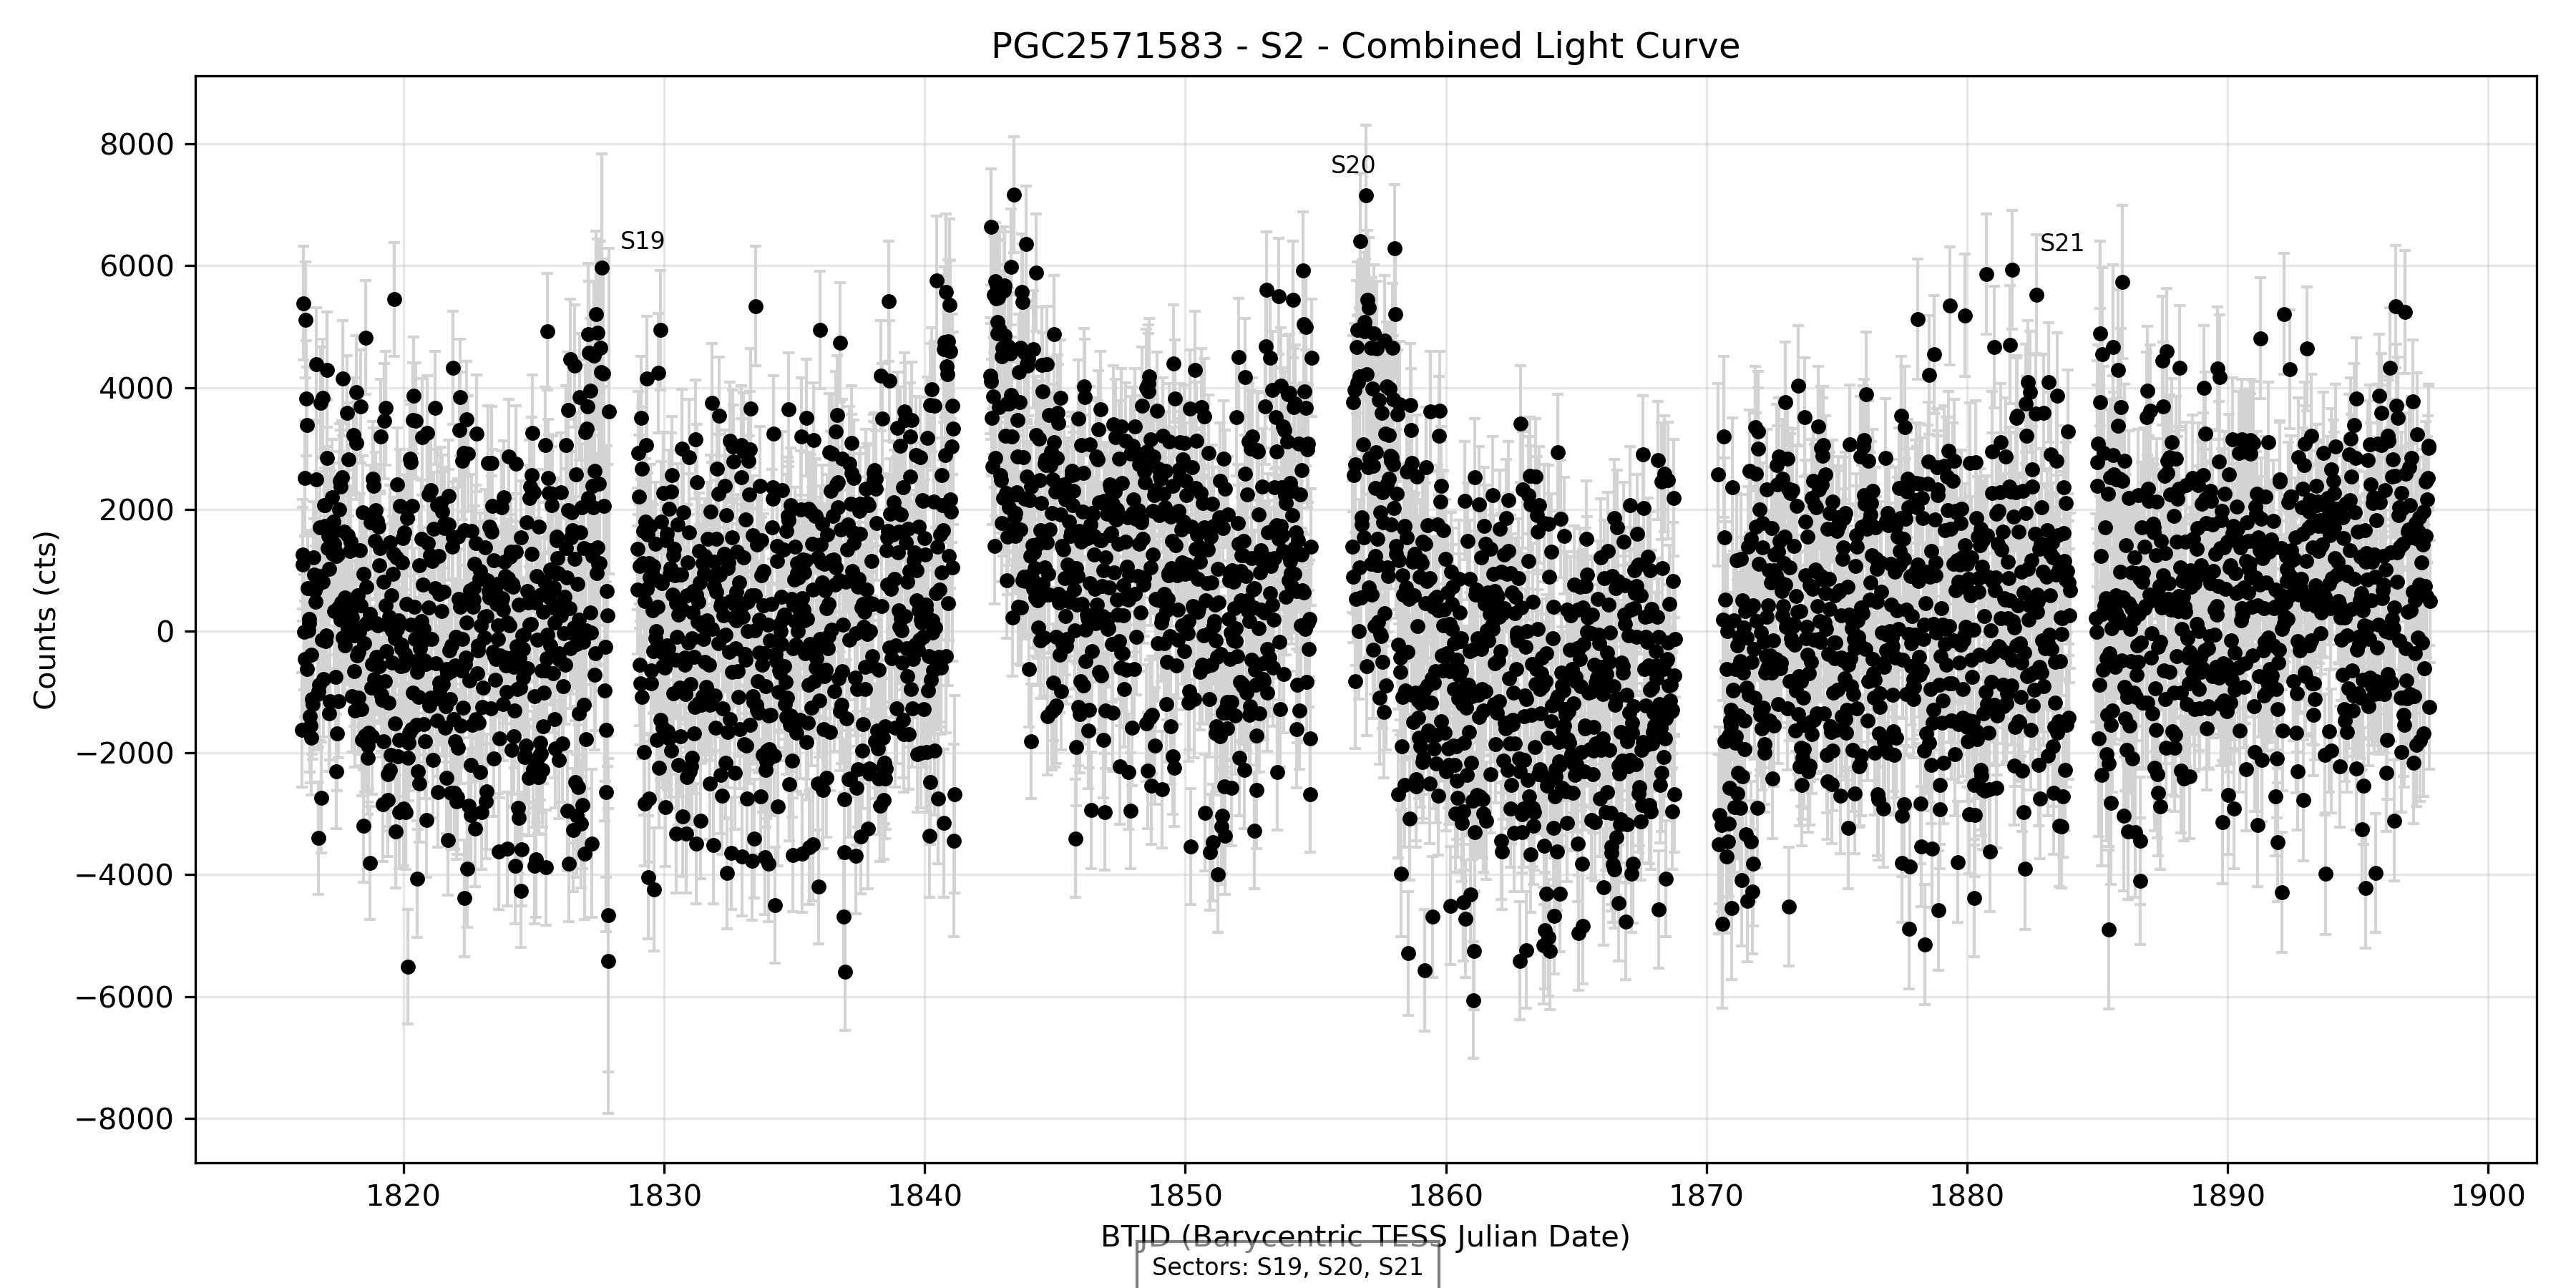 PGC2571583 - S2 - Combined Light Curve
8000
6000
4000
2000
0
−2000
−4000
−6000
−8000
Counts (cts)
S19
S20
S21
1820
1830
1840
1850
1860
1870
1880
1890
1900
BTJD (Barycentric TESS Julian Date)
Sectors: S19, S20, S21